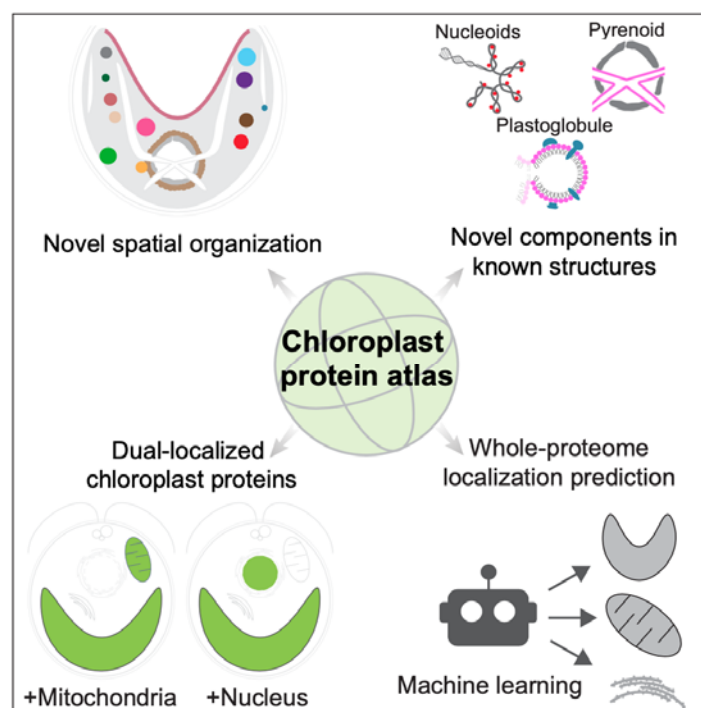 Nucleoids
Pyrenoid
Plastoglobule
Novel spatial organization
Novel components in
known structures
Chloroplast
protein atlas
Dual-localized
chloroplast proteins
Whole-proteome
localization prediction
+Mitochondria
+Nucleus
Machine learning